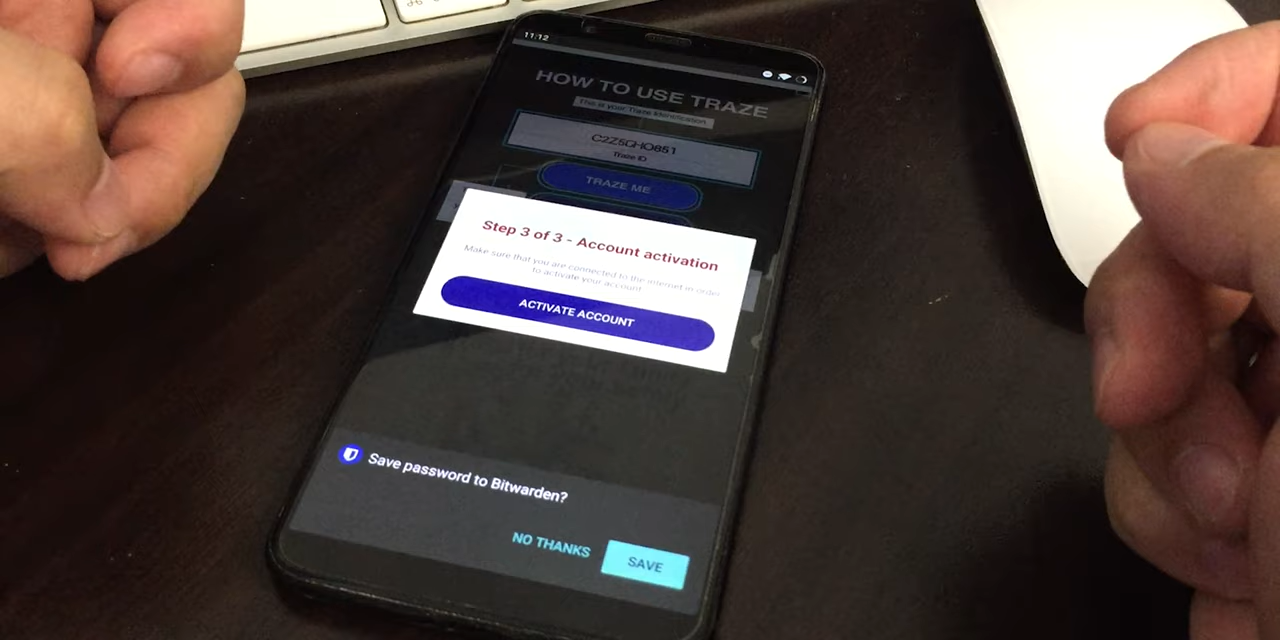 11:12
HOW TO USE TRAZE
This is your Traze Identification
Traze ID
TRAZE ME
Step 3 of 3 - Account activation
Make sure that you are connected to the internet in order
to activate your account
ACTIVATE ACCOUNT
Save password to Bitwarden?
NO THANKS
SAVE